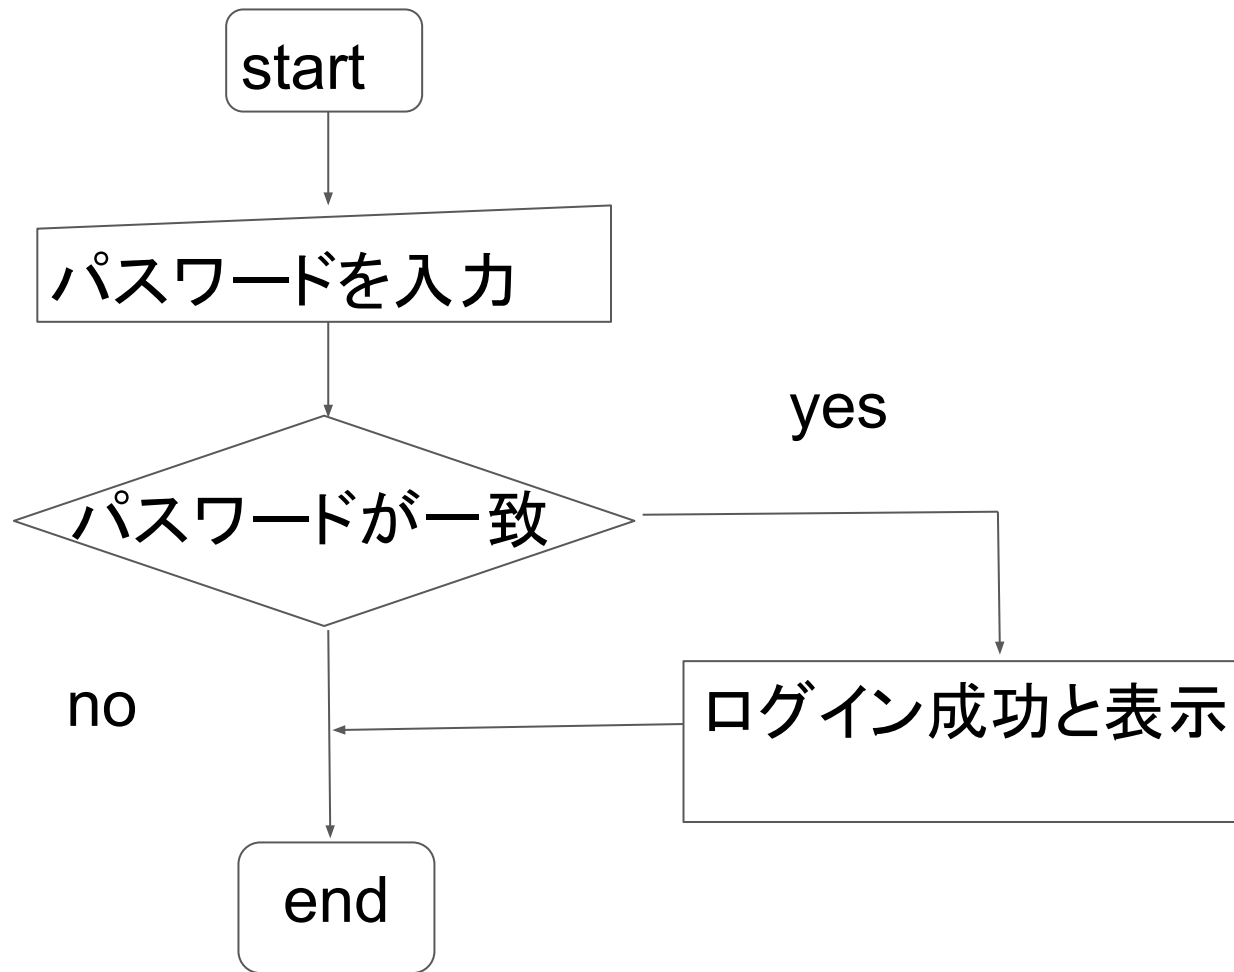 start
パスワードを入力
yes
パスワードが一致
no
ログイン成功と表示
end